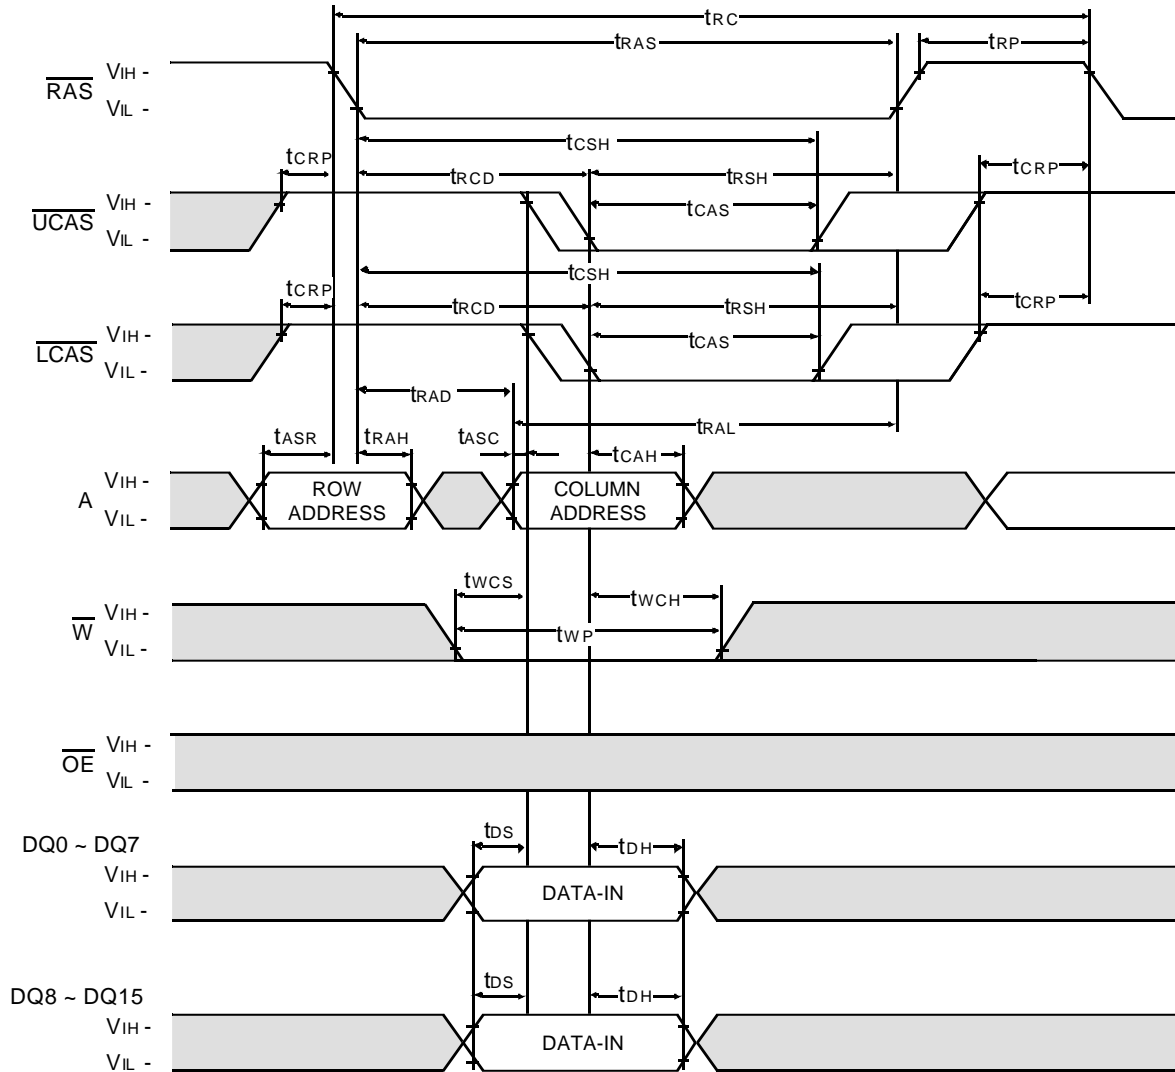 tRC
tRAS
tRP
RAS
VIH -
VIL -
tCSH
tCRP
tRCD
tRSH
tCRP
UCAS
VIH -
VIL -
tCAS
tCSH
tCRP
tRCD
tRSH
tCRP
LCAS
VIH -
VIL -
tCAS
tRAD
tRAL
tASR
tRAH
tASC
tCAH
A
VIH -
VIL -
ROW
ADDRESS
COLUMN
ADDRESS
tWCS
tWCH
W
VIH -
VIL -
tWP
OE
VIH -
VIL -
DQ0 ~ DQ7
tDS
tDH
VIH -
VIL -
DATA-IN
DQ8 ~ DQ15
tDS
tDH
VIH -
VIL -
DATA-IN